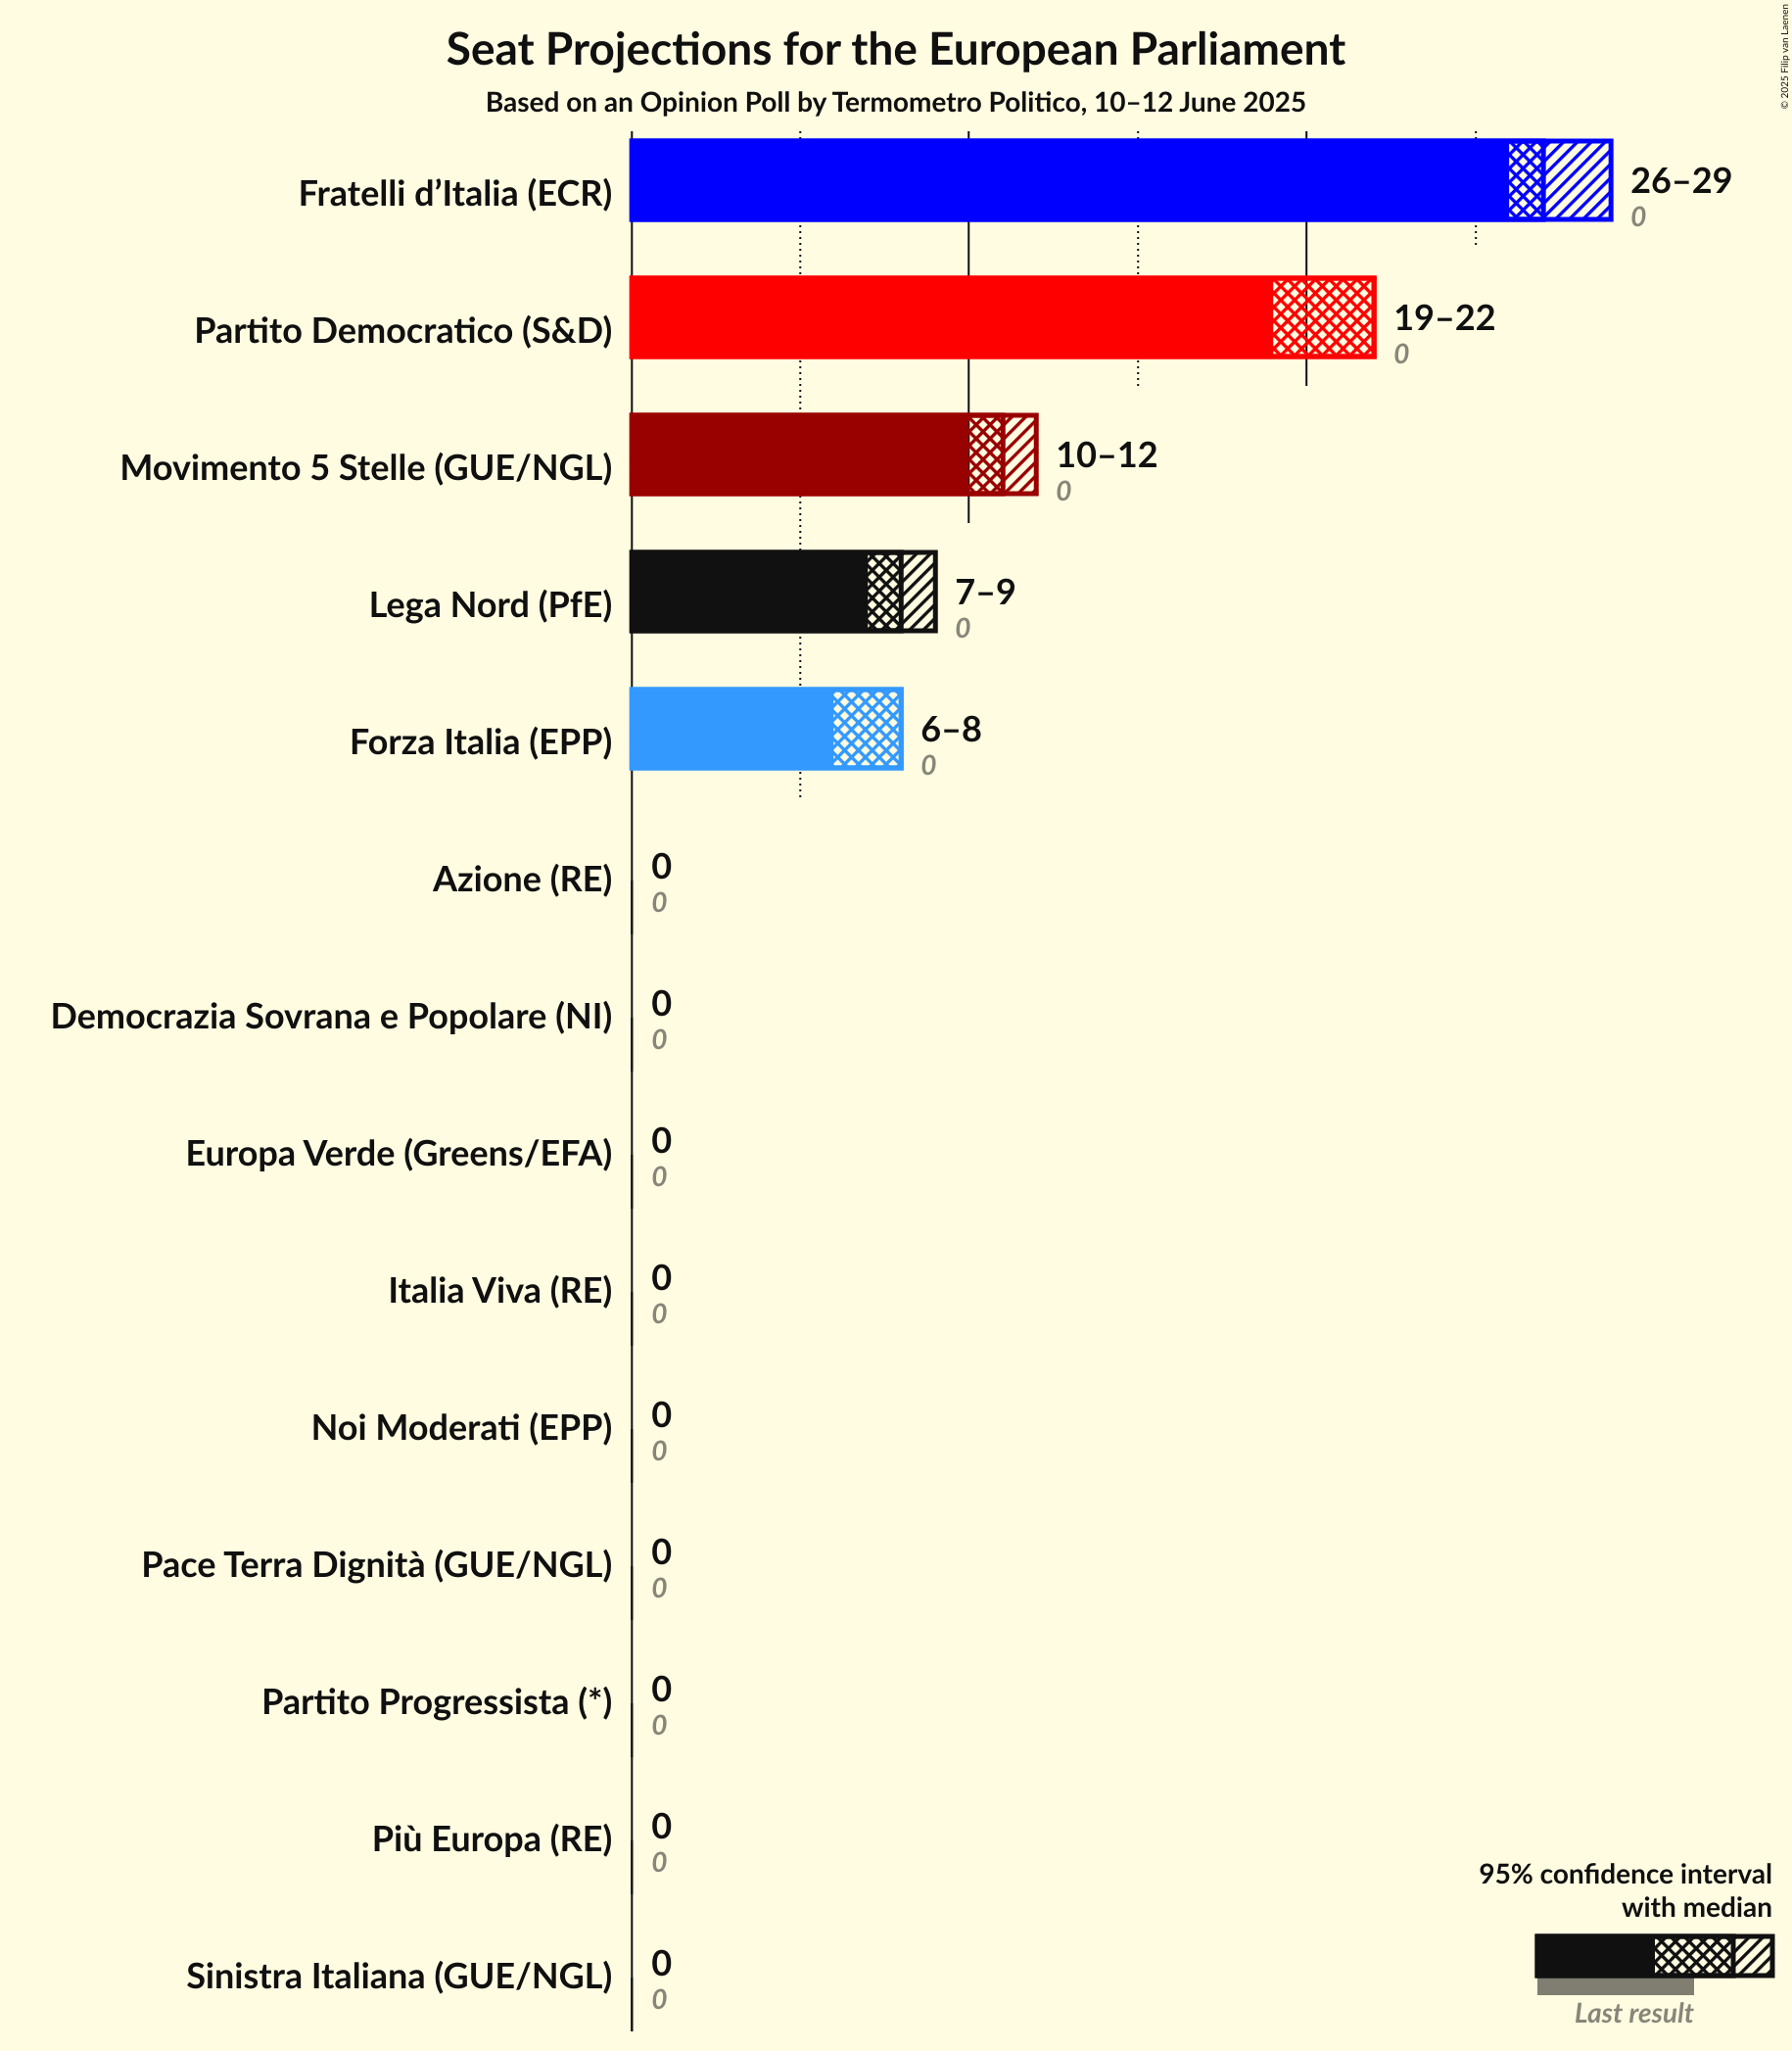 Seat Projections for the European Parliament
Based on an Opinion Poll by Termometro Politico, 10–12 June 2025
© 2025 Filip van Laenen
Fratelli d’Italia (ECR)
26–29
0
Partito Democratico (S&D)
19–22
0
Movimento 5 Stelle (GUE/NGL)
10–12
0
Lega Nord (PfE)
7–9
0
Forza Italia (EPP)
6–8
0
Azione (RE)
0
0
Democrazia Sovrana e Popolare (NI)
0
0
Europa Verde (Greens/EFA)
0
0
Italia Viva (RE)
0
0
Noi Moderati (EPP)
0
0
Pace Terra Dignità (GUE/NGL)
0
0
Partito Progressista (*)
0
0
Più Europa (RE)
0
0
Sinistra Italiana (GUE/NGL)
0
0
95% confidence interval
with median
Last result